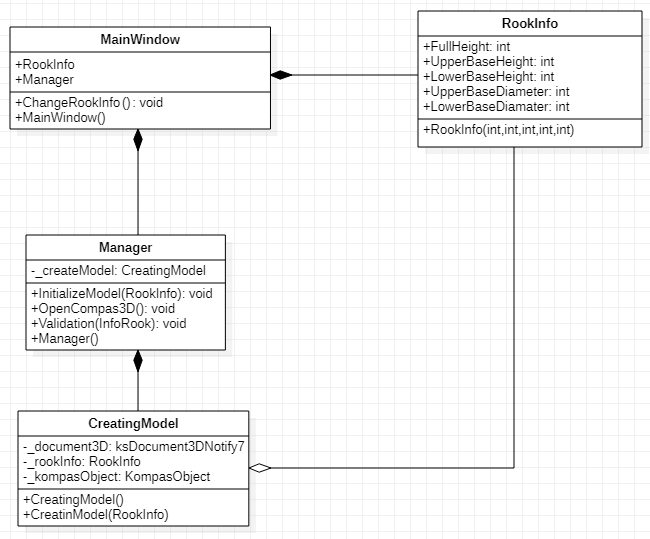 MainWindow
+RookInfo
+Manager
+ChangeRookInfo(): void
+MainWindow()
RookInfo
+FullHeight: int
+UpperBaseHeight: int
+LowerBaseHeight: int
+UpperBaseDiameter: int
+LowerBaseDiamater: int
+RookInfo(int,int,int,int,int)
Manager
-_createModel: CreatingModel
+InitializeModel(RookInfo): void
+OpenCompas3D(): void
+Validation(InfoRook): void
+Manager()
CreatingModel
-_document3D: ksDocument3DNotify7
-_rookInfo: RookInfo
-_kompasObject: KompasObject
+CreatingModel()
+CreatinModel(RookInfo)